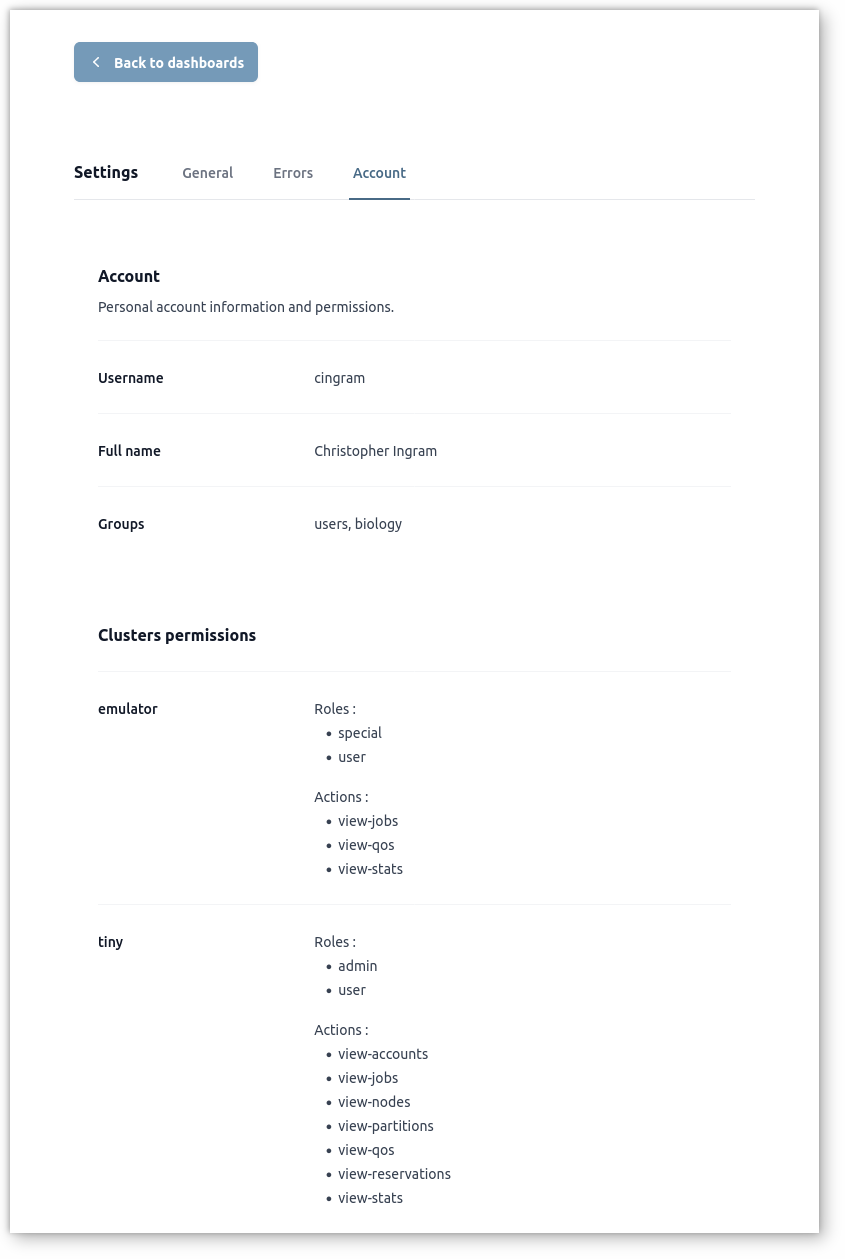 Back to dashboards
Settings General Errors Account
Account
Personal account information and permissions.
Username cingram
Full name Christopher Ingram
Groups users, biology
Clusters permissions
emulator Roles :
• special
• user
Actions :
• view-jobs
• view-qos
• view-stats
tiny Roles :
• admin
• user
Actions :
• view-accounts
• view-jobs
• view-nodes
• view-partitions
• view-qos
• view-reservations
• view-stats